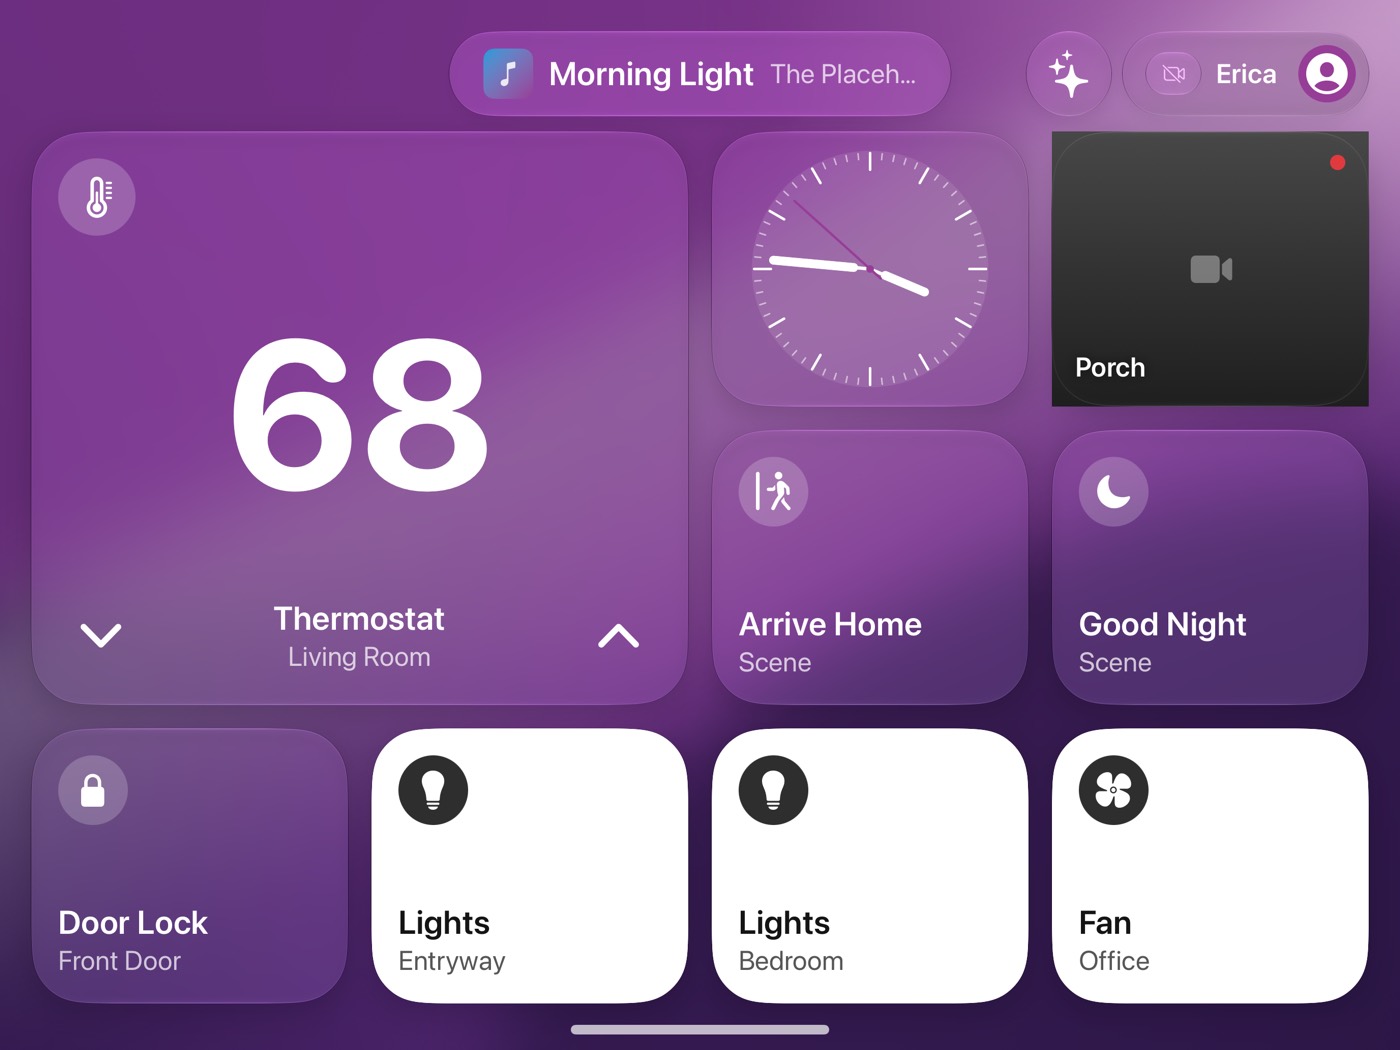 Morning Light The Placeh...
Erica
Porch
68
Thermostat
Living Room
Arrive Home
Scene
Good Night
Scene
Door Lock
Front Door
Lights
Entryway
Lights
Bedroom
Fan
Office